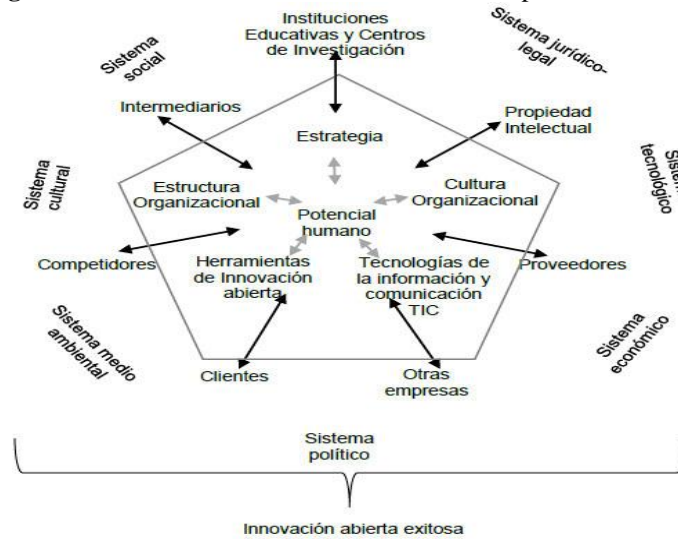 Instituciones
Educativas y Centros
de Investigación
Sistema
social
Sistema jurídico-
legal
Intermediarios
Propiedad
Intelectual
Estrategia
Sistema
cultural
Estructura
Organizacional
Cultura
Organizacional
tecnológico
Potencial
humano
Competidores
Herramientas
de Innovación
abierta
Tecnologías de
la información y
comunicación
TIC
Proveedores
Sistema medio
ambiental
Sistema
económico
Clientes
Otras
empresas
Sistema
político
Innovación abierta exitosa